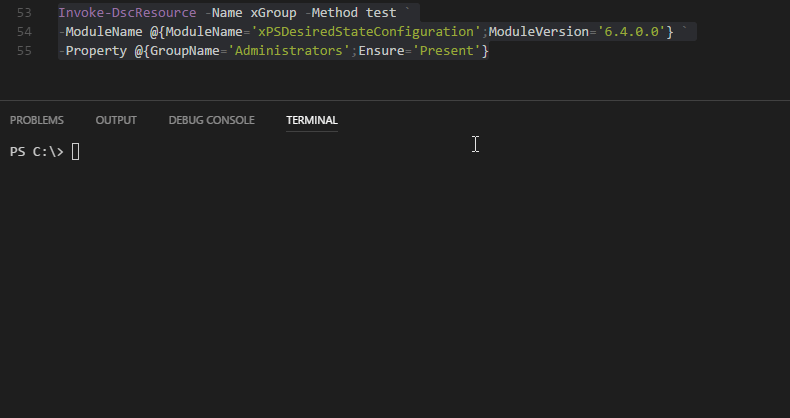 53 Invoke-DscResource -Name xGroup -Method test `
54 -ModuleName @{ModuleName='xPSDesiredStateConfiguration';ModuleVersion='6.4.0.0'} `
55 -Property @{GroupName='Administrators';Ensure='Present'}
PROBLEMS OUTPUT DEBUG CONSOLE TERMINAL
PS C:\>